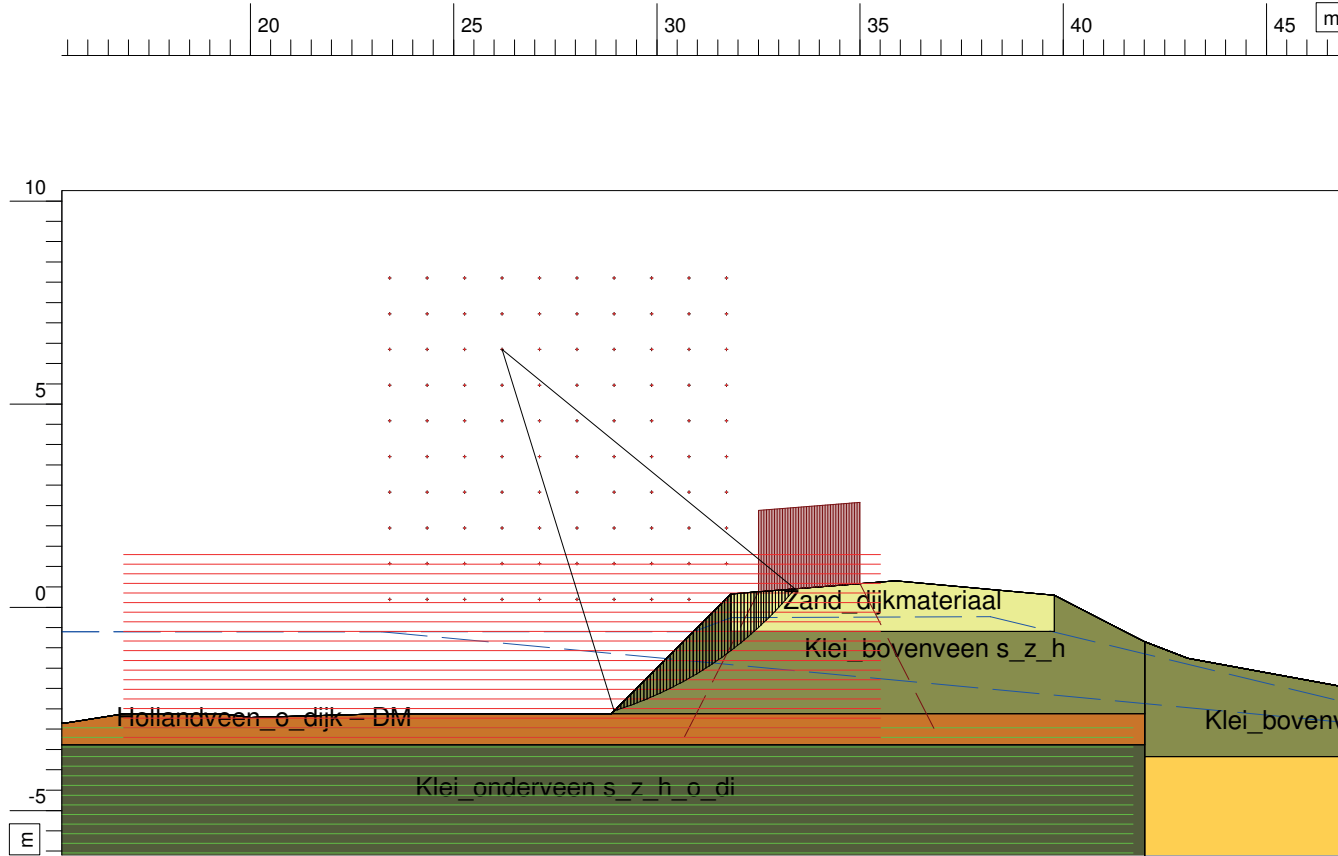 20 25 30 35 40 45 m
10
5
0
Zand_dijkmateriaal
Klei_bovenveen s_z_h
Hollandveen_o_dijk – DM
Klei_bovenv
Klei_onderveen s_z_h_o_di
-5
m